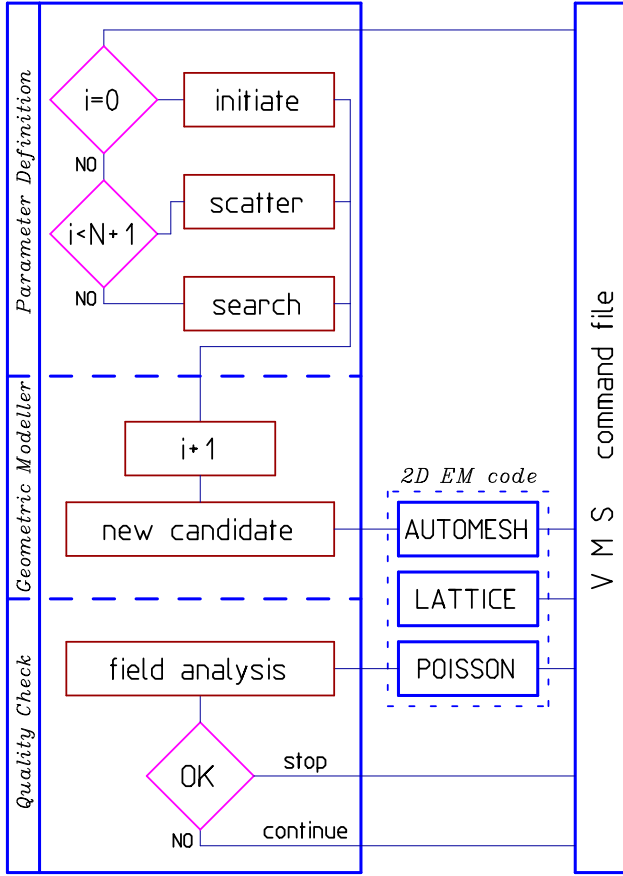 Parameter Definition
i=0
initiate
NO
i<N+1
scatter
NO
search
Geometric Modeller
i+1
new candidate
2D EM code
AUTOMESH
LATTICE
POISSON
VMS command file
Quality Check
field analysis
OK
stop
NO
continue